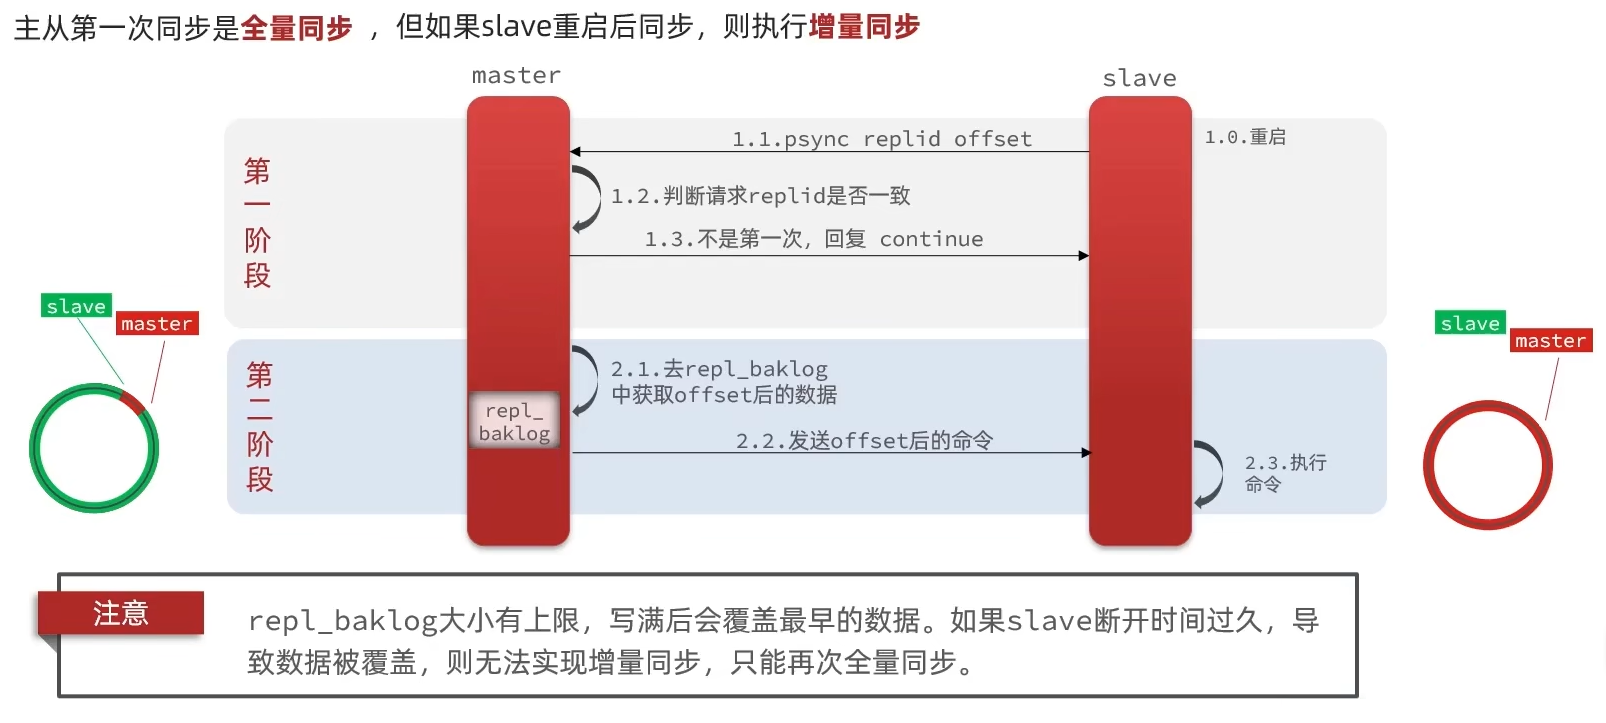 主从第一次同步是全量同步 ，但如果slave重启后同步，则执行增量同步
master
slave
第一阶段
1.0.重启
1.1.psync replid offset
1.2.判断请求replid是否一致
1.3.不是第一次，回复 continue
slave
master
第二阶段
2.1.去repl_baklog
中获取offset后的数据
repl_
baklog
2.2.发送offset后的命令
2.3.执行
命令
slave
master
注意
repl_baklog大小有上限，写满后会覆盖最早的数据。如果slave断开时间过久，导
致数据被覆盖，则无法实现增量同步，只能再次全量同步。